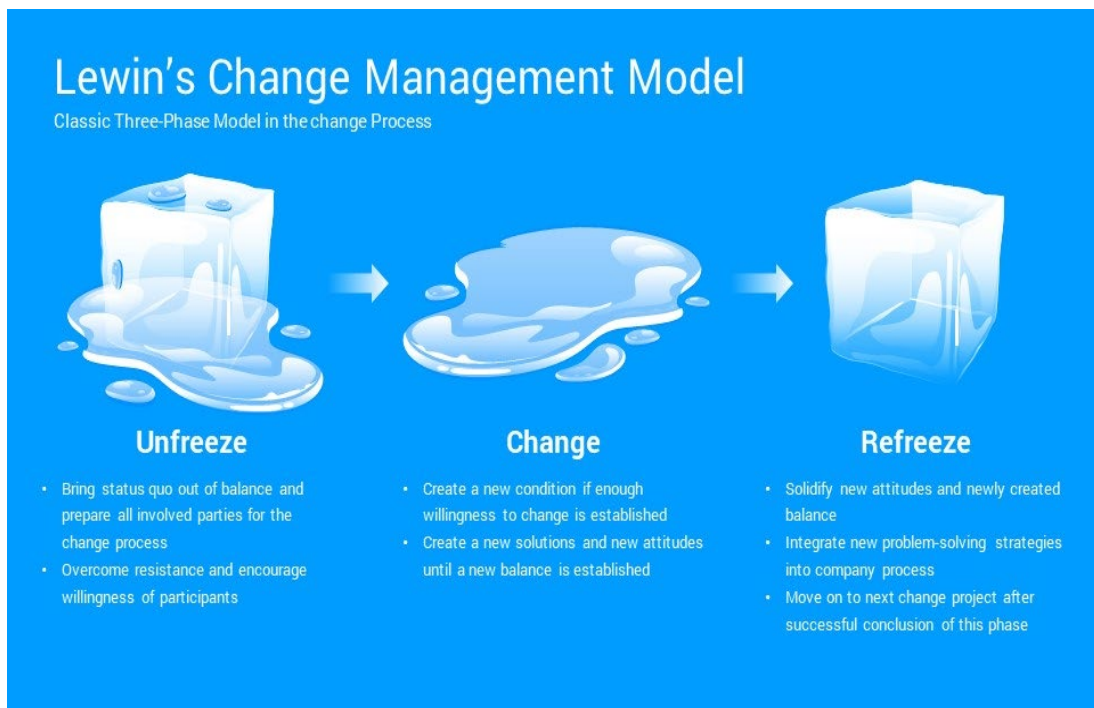 Lewin's Change Management Model
Classic Three-Phase Model in the change Process
Unfreeze
• Bring status quo out of balance and
prepare all involved parties for the
change process
• Overcome resistance and encourage
willingness of participants
Change
• Create a new condition if enough
willingness to change is established
• Create a new solutions and new attitudes
until a new balance is established
Refreeze
• Solidify new attitudes and newly created
balance
• Integrate new problem-solving strategies
into company process
• Move on to next change project after
successful conclusion of this phase